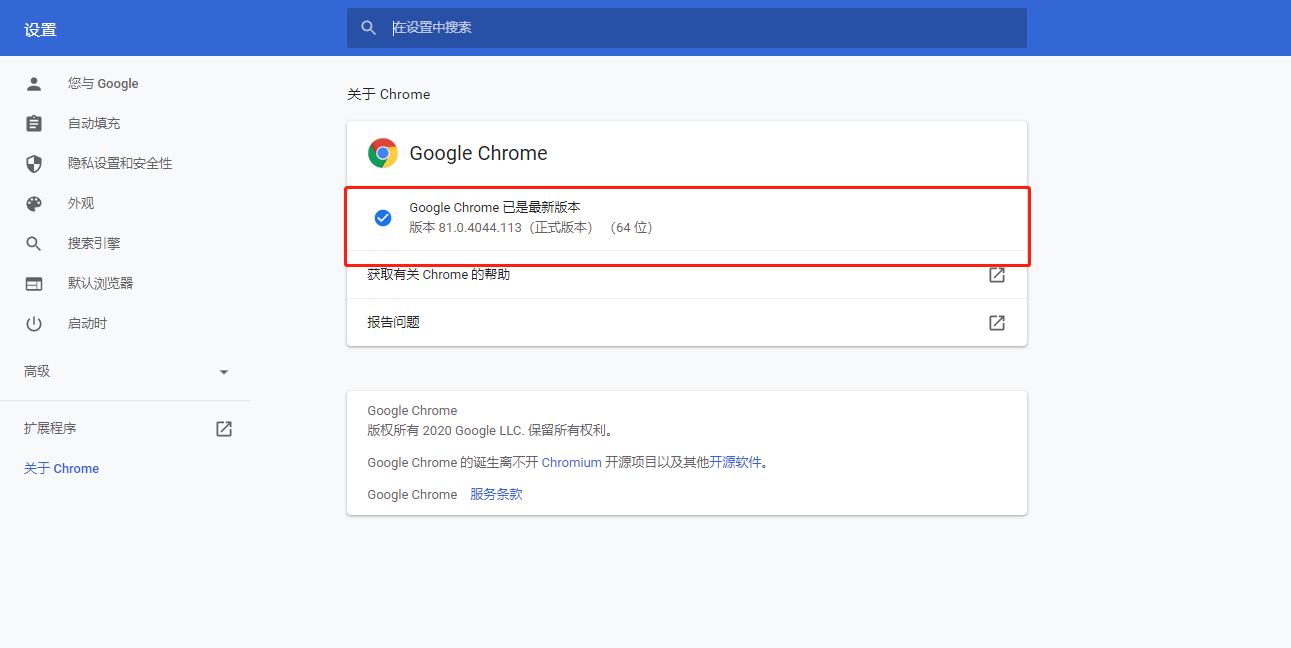 设置
在设置中搜索
您与 Google
自动填充
隐私设置和安全性
外观
搜索引擎
默认浏览器
启动时
高级
扩展程序
关于 Chrome
关于 Chrome
Google Chrome
Google Chrome 已是最新版本
版本 81.0.4044.113（正式版本） （64 位）
获取有关 Chrome 的帮助
报告问题
Google Chrome
版权所有 2020 Google LLC. 保留所有权利。
Google Chrome 的诞生离不开 Chromium 开源项目以及其他开源软件。
Google Chrome 服务条款